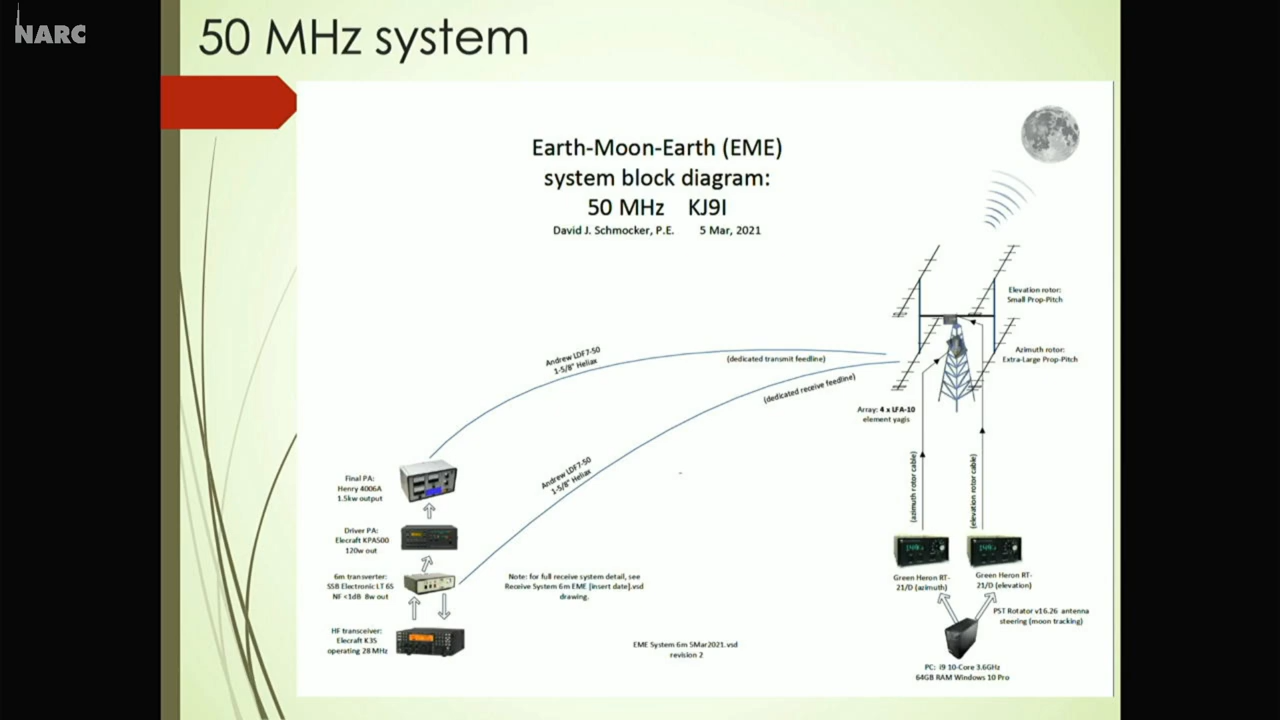 NARC
50 MHz system
Earth-Moon-Earth (EME)
system block diagram:
50 MHz KJ9I
David J. Schmocker, P.E. 5 Mar, 2021
Elevation rotor:
Small Prop-Pitch
Azimuth rotor:
Extra-Large Prop-Pitch
Array: 4 x LFA-10
element yagis
Andrew LDF7-50
1-5/8" Heliax
(dedicated transmit feedline)
(dedicated receive feedline)
Andrew LDF7-50
1-5/8" Heliax
(azimuth rotor cable)
(elevation rotor cable)
Final PA:
Henry 4006A
1.5kw output
Driver PA:
Elecraft KPA500
120w out
6m transverter:
SSB Electronic LT 6S
NF <1dB 8w out
HF transceiver:
Elecraft K3S
operating 28 MHz
Note: for full receive system detail, see
Receive System 6m EME [insert date].vsd
drawing.
EME System 6m 5Mar2021.vsd
revision 2
Green Heron RT-
21/D (azimuth)
Green Heron RT-
21/D (elevation)
PST Rotator v16.26 antenna
steering (moon tracking)
PC: i9 10-Core 3.6GHz
64GB RAM Windows 10 Pro